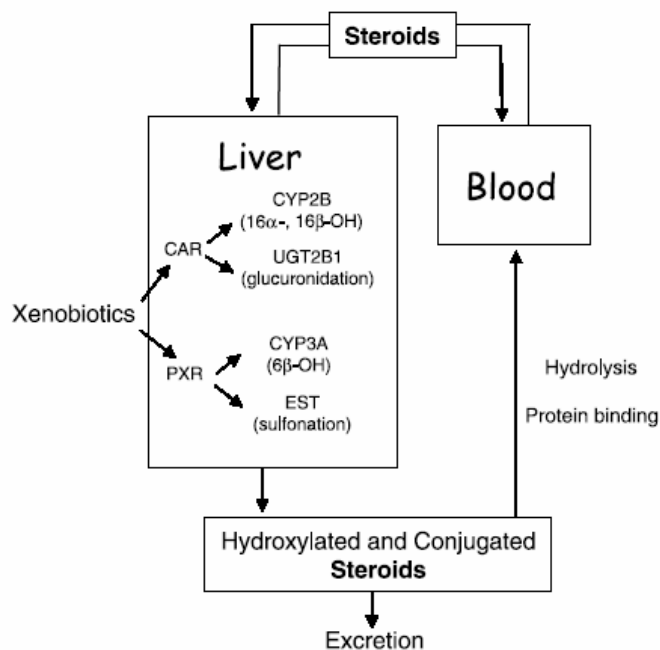 Steroids
Liver
Blood
CYP2B
(16α-, 16β-OH)
CAR
UGT2B1
(glucuronidation)
Xenobiotics
CYP3A
(6β-OH)
PXR
EST
(sulfonation)
Hydrolysis
Protein binding
Hydroxylated and Conjugated
Steroids
Excretion